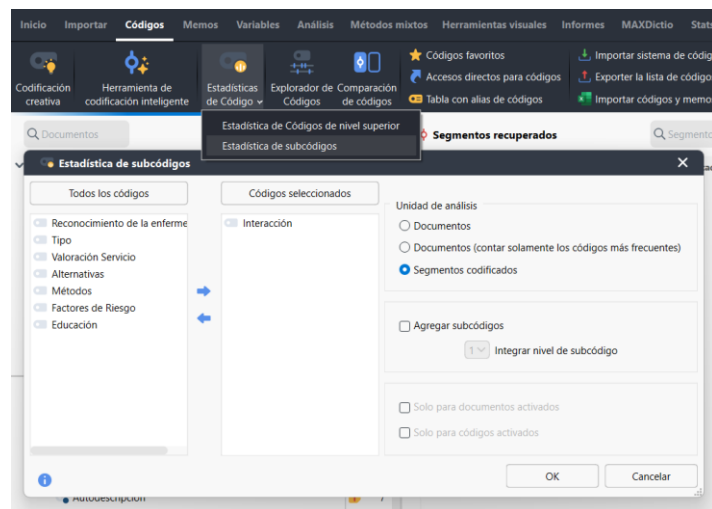 Inicio Importar Códigos Memos Variables Análisis Métodos mixtos Herramientas visuales Informes MAXDictio Stats
Codificación creativa
Herramienta de codificación inteligente
Estadísticas de Código
Explorador de Códigos
Comparación de códigos
Códigos favoritos
Accesos directos para códigos
Tabla con alias de códigos
Importar sistema de códig
Exporter la lista de código
Importar códigos y memo
Estadística de Códigos de nivel superior
Estadística de subcódigos
Documentos
Segmentos recuperados
Segmento
Estadística de subcódigos
Todos los códigos
Reconocimiento de la enferme
Tipo
Valoración Servicio
Alternativas
Métodos
Factores de Riesgo
Educación
Códigos seleccionados
Interacción
Unidad de análisis
Documentos
Documentos (contar solamente los códigos más frecuentes)
Segmentos codificados
Agregar subcódigos
1 Integrar nivel de subcódigo
Solo para documentos activados
Solo para códigos activados
OK Cancelar
Autodescripción